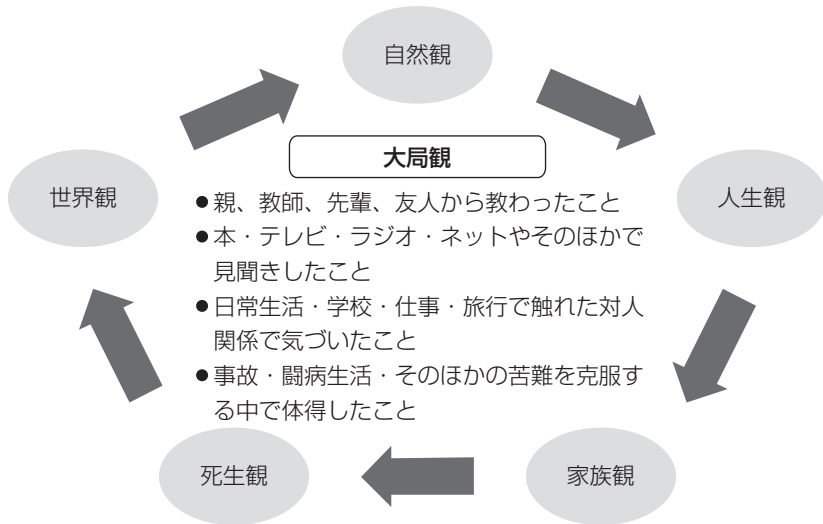 自然観
大局観
世界観
人生観
●親、教師、先輩、友人から教わったこと
●本・テレビ・ラジオ・ネットやそのほかで
見聞きしたこと
●日常生活・学校・仕事・旅行で触れた対人
関係で気づいたこと
●事故・闘病生活・そのほかの苦難を克服す
る中で体得したこと
死生観
家族観